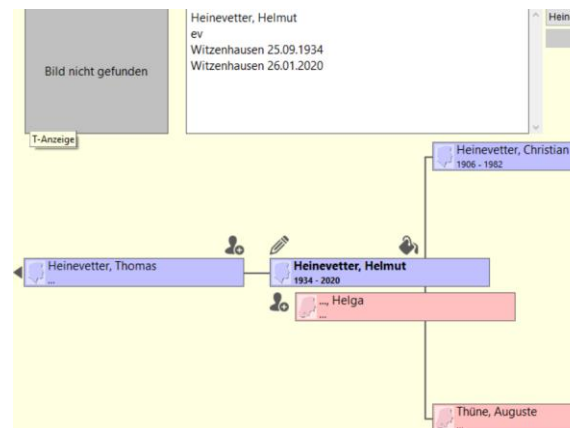 Heinevetter, Helmut
ev
Witzenhausen 25.09.1934
Witzenhausen 26.01.2020
Hein
Bild nicht gefunden
T-Anzeige
Heinevetter, Christian
1906 - 1982
Heinevetter, Thomas
...
Heinevetter, Helmut
1934 - 2020
..., Helga
...
Thüne, Auguste